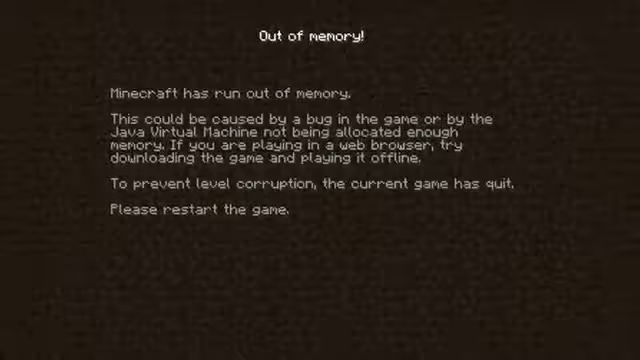 Out of memory!
Minecraft has run out of memory.
This could be caused by a bug in the game or by the
Java Virtual Machine not being allocated enough
memory. If you are playing in a web browser, try
downloading the game and playing it offline.
To prevent level corruption, the current game has quit.
Please restart the game.